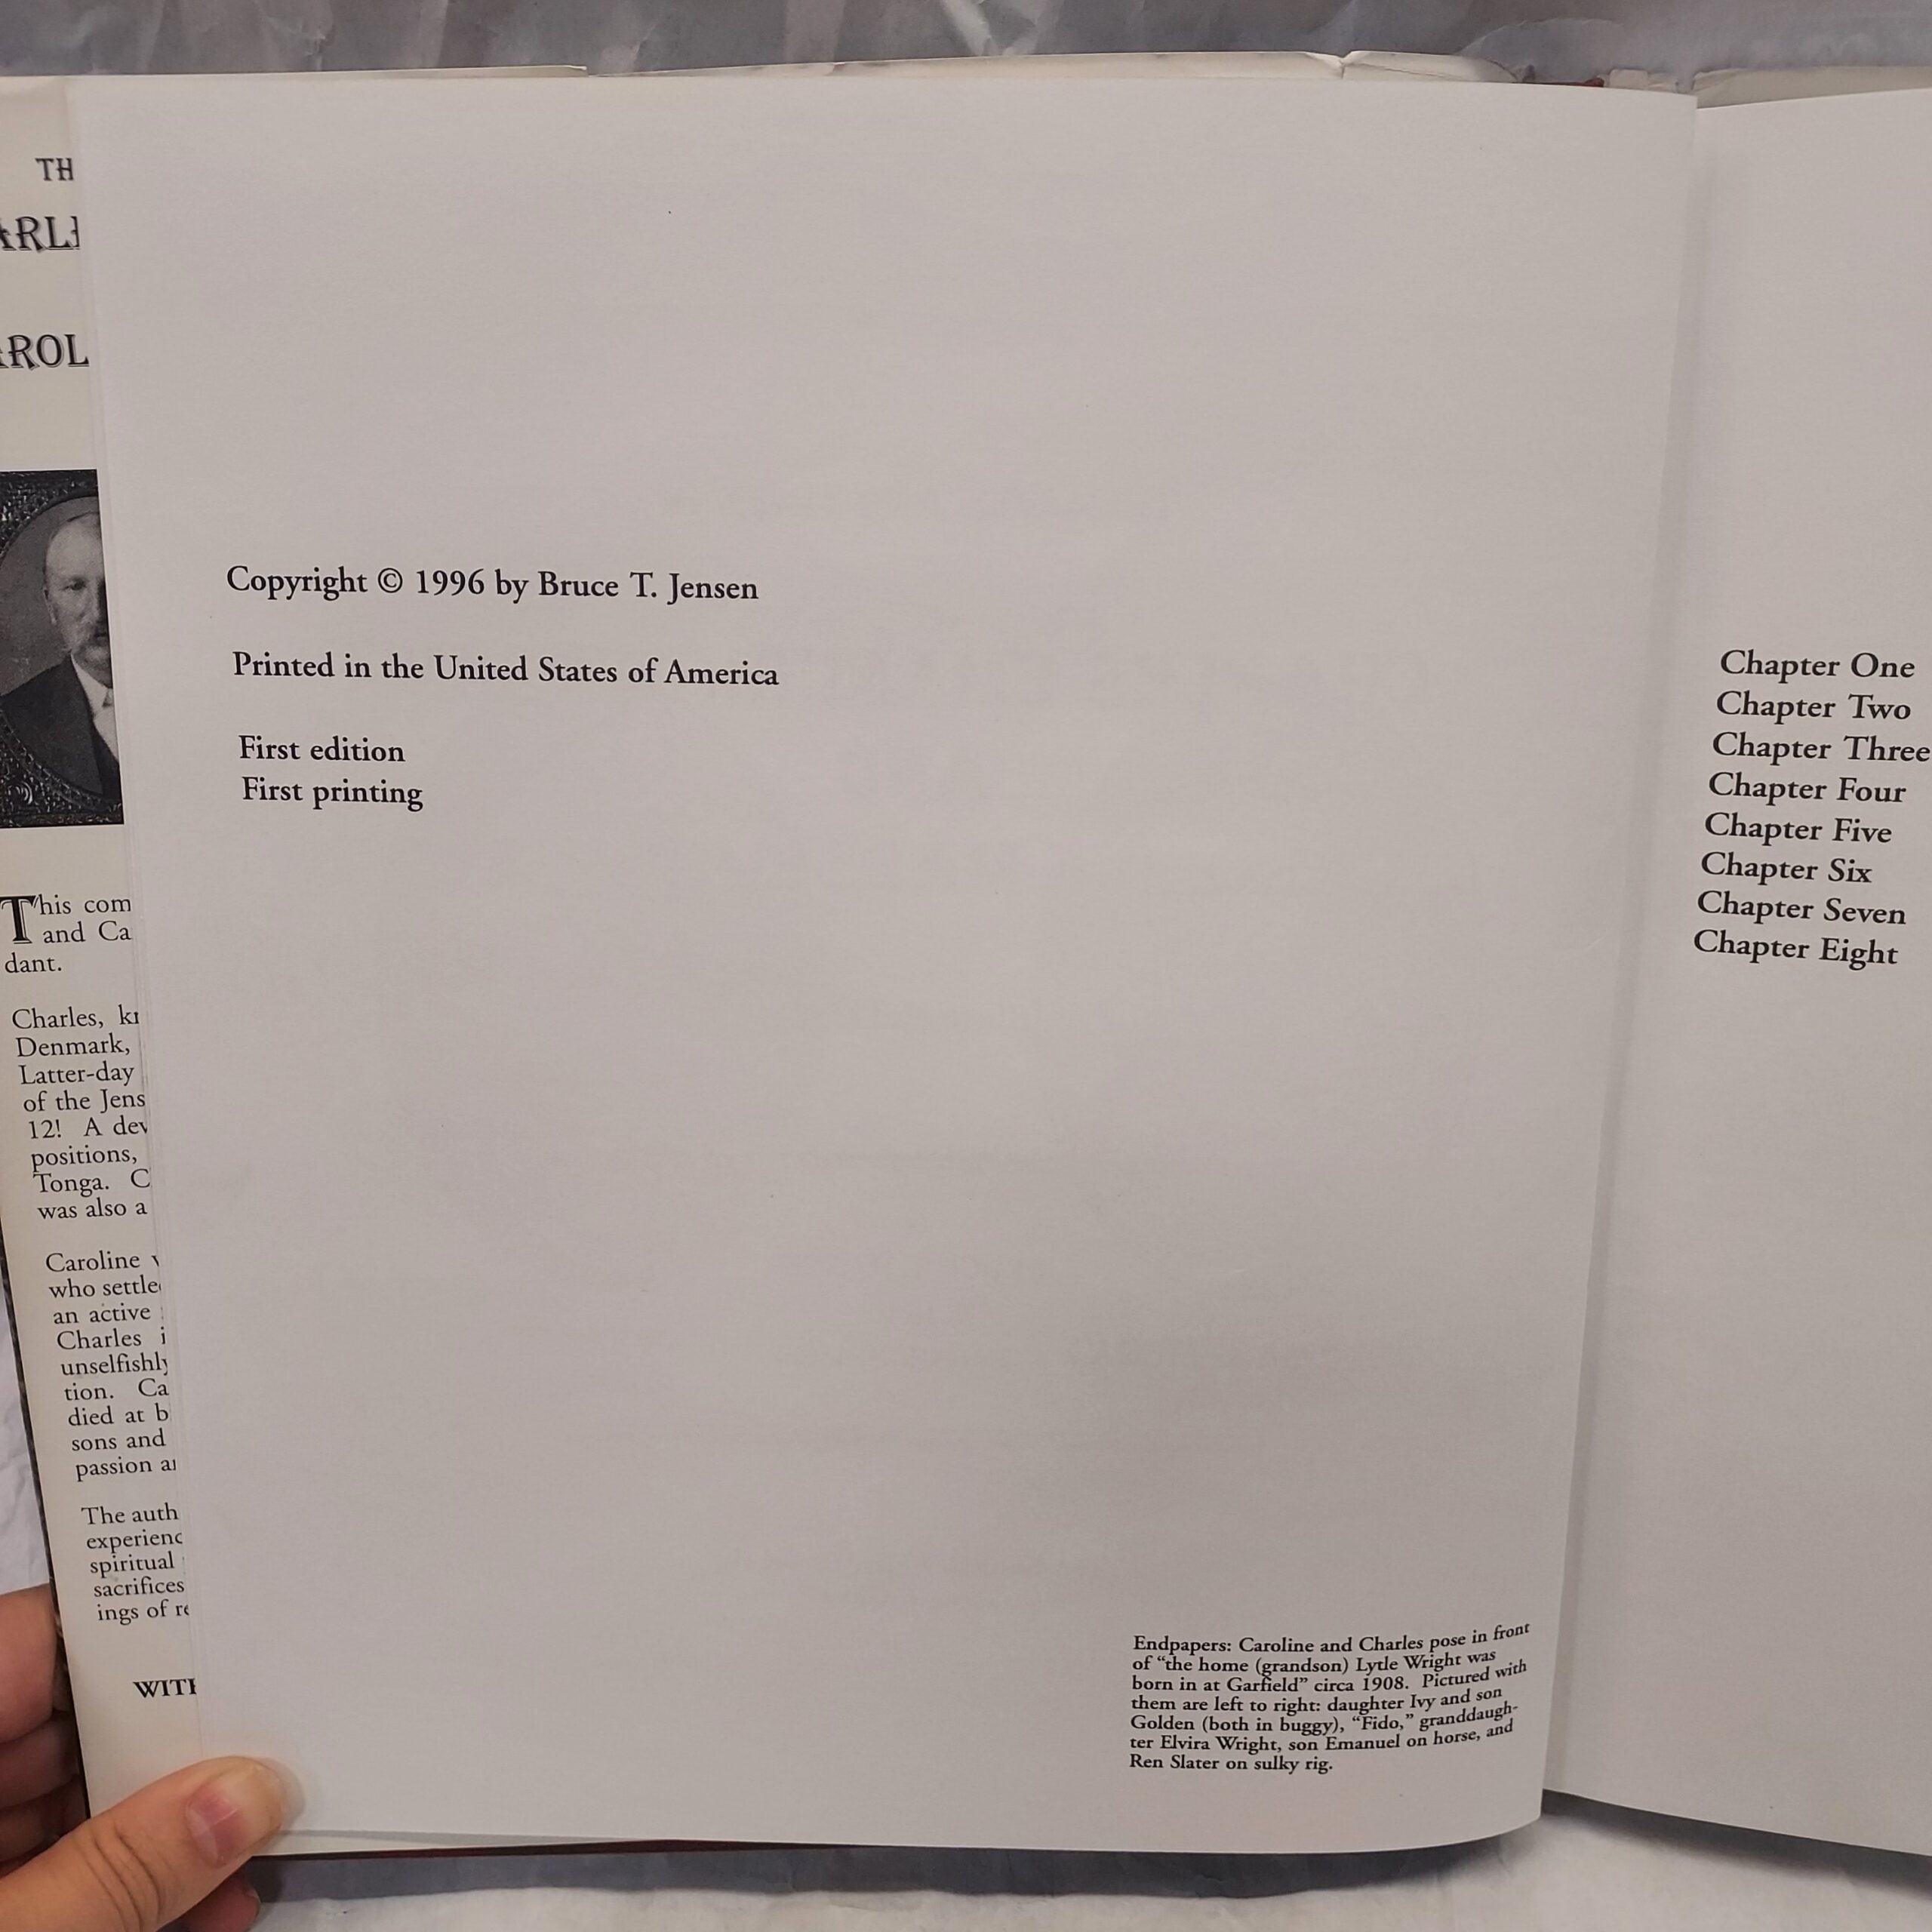 TH
ARL
AROL
This com
and Ca
dant.
Charles,
Denmark,
Latter-day
of the Jens
12! A dev
positions,
Tonga. C
was also a
Caroline
who settle
an active
Charles i
unselfishly
tion. Ca
died at b
sons and
passion
The auth
experienc
spiritual
sacrifices
ings of re
WITH
Copyright © 1996 by Bruce T. Jensen
Printed in the United States of America
First edition
First printing
Endpapers: Caroline and Charles pose in front
of “the home (grandson) Lytle Wright was
born in at Garfield” circa 1908. Pictured with
them are left to right: daughter Ivy and son
Golden (both in buggy), “Fido,” granddaugh-
ter Elvira Wright, son Emanuel on horse, and
Ren Slater on sulky rig.
Chapter One
Chapter Two
Chapter Three
Chapter Four
Chapter Five
Chapter Six
Chapter Seven
Chapter Eight